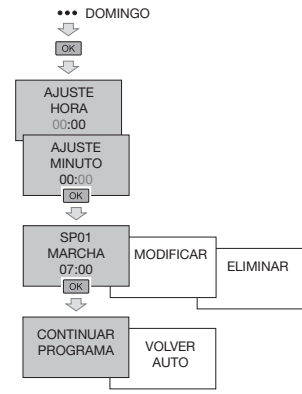 ••• DOMINGO
OK
AJUSTE
HORA
00:00
AJUSTE
MINUTO
00:00
OK
SP01
MARCHA
07:00
OK
MODIFICAR
ELIMINAR
CONTINUAR
PROGRAMA
VOLVER
AUTO